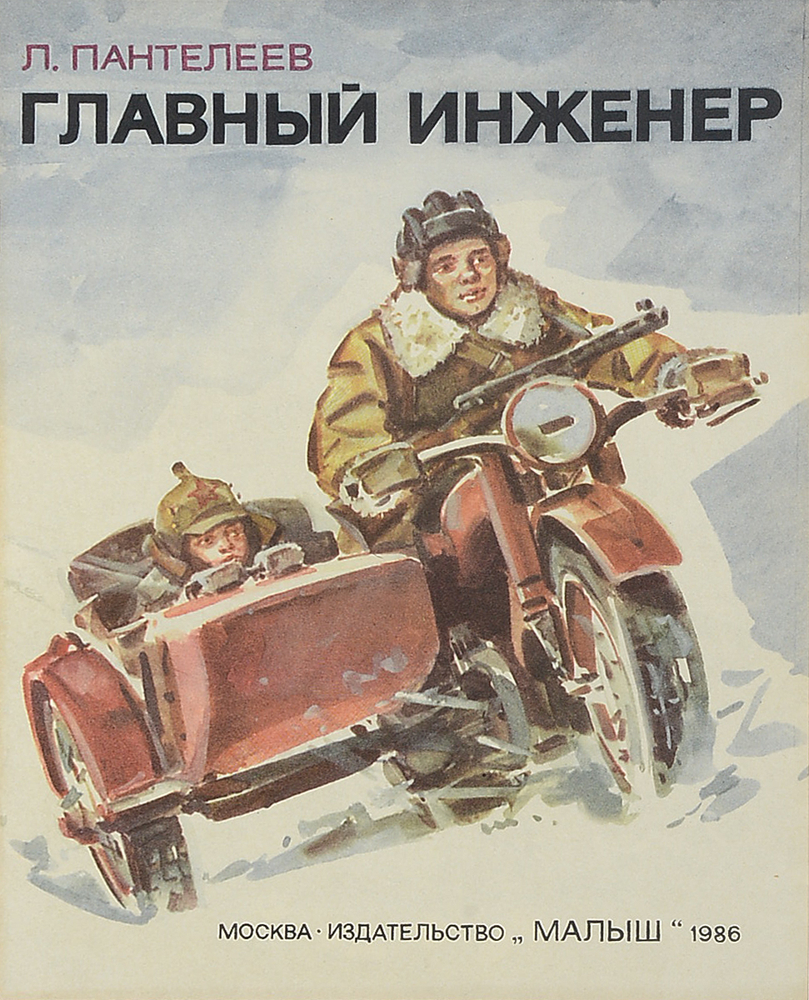 Л. ПАНТЕЛЕЕВ
ГЛАВНЫЙ ИНЖЕНЕР
МОСКВА · ИЗДАТЕЛЬСТВО „ МАЛЫШ “ 1986